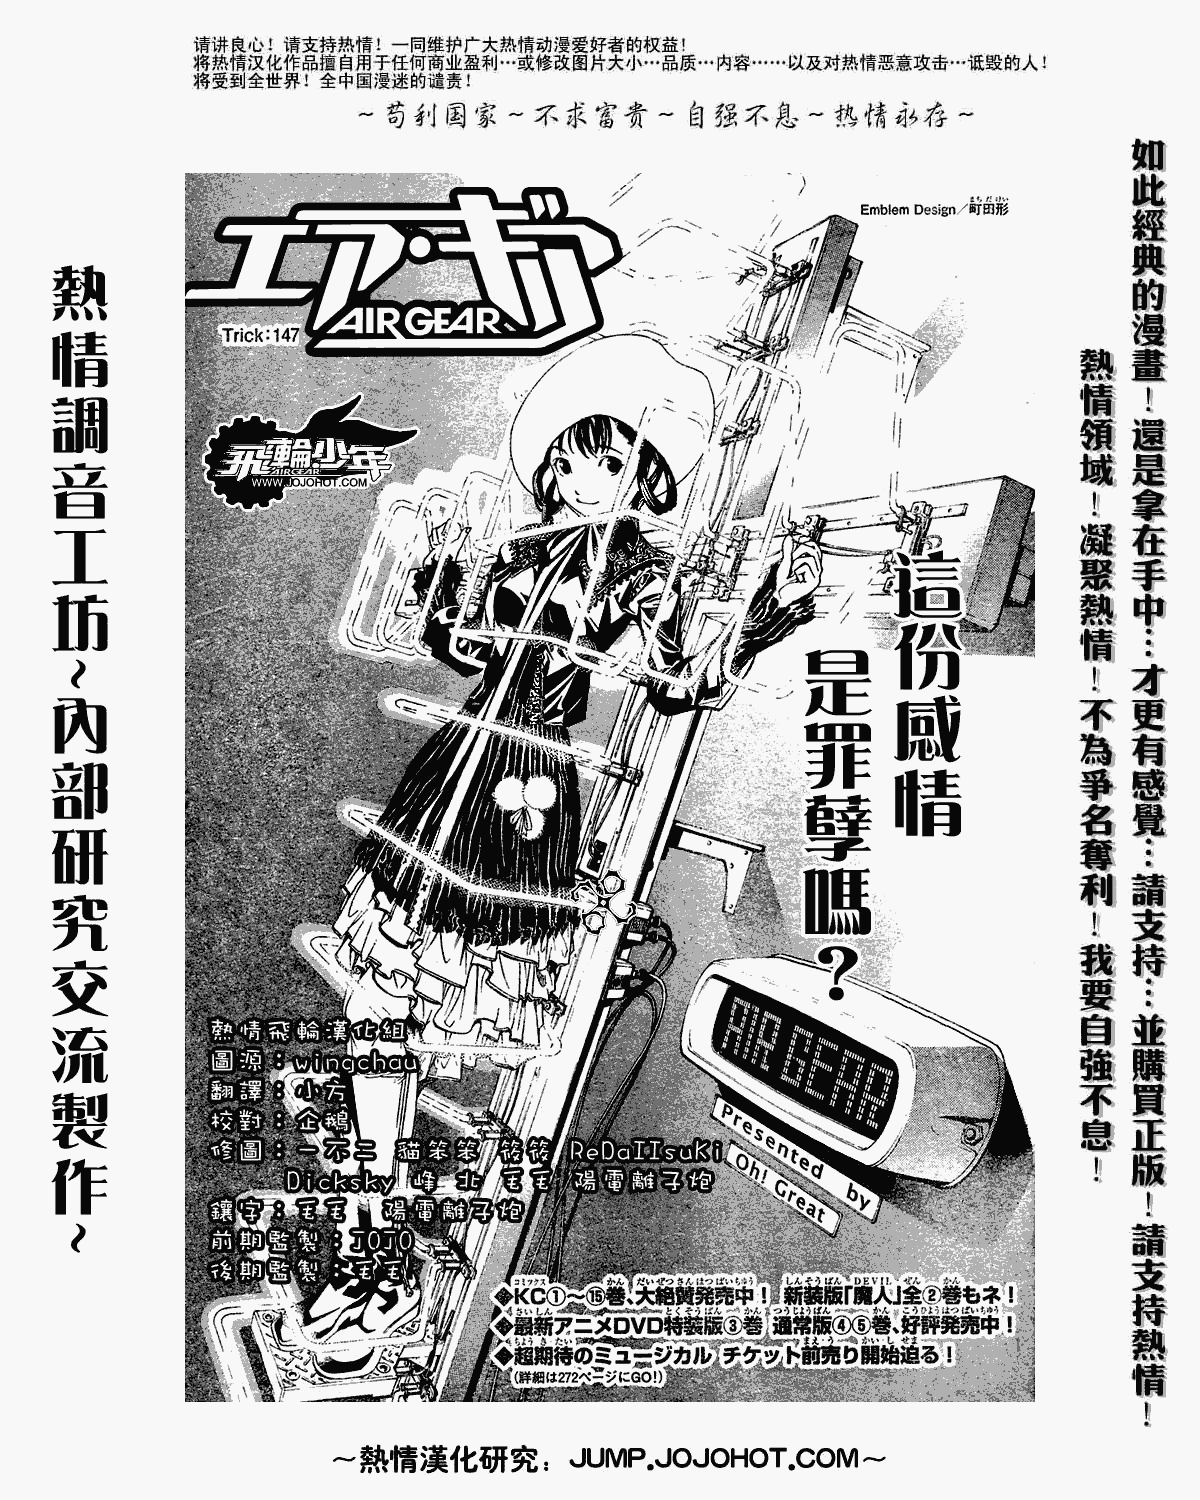 请讲良心！请支持热情！一同维护广大热情动漫爱好者的权益！
将热情汉化作品擅自用于任何商业盈利…或修改图片大小…品质…内容……以及对热情恶意攻击…诋毁的人！
将受到全世界！全中国漫迷的谴责！
～苟利国家～不求富贵～自强不息～热情永存～
如此經典的漫畫！還是拿在手中…才更有感覺…請支持…並購買正版！請支持熱情！
熱情領域！凝聚熱情！不為爭名奪利！我要自強不息！
熱情調音工坊~內部研究交流製作~
エア・ギア
AIR GEAR
Trick:147
Emblem Design／町田形
まちだけい
飛輪少年
AIRGEAR
WWW.JOJOHOT.COM
這份感情
是罪孽嗎？
AIR GEAR
Presented by
Oh! Great
熱情飛輪漢化組
圖源：wingchau
翻譯：小方
校對：企鵝
修圖：一不二 貓笨笨 筱筱 ReDaIIsuKi
Dicksky 峰 北 王王 陽電離子炮
鑲字：王王 陽電離子炮
前期監製：JOJO
後期監製：王王
◆KC①〜⑮巻、大絶賛発売中！ 新装版「魔人」全②巻もネ！
◆最新アニメDVD特装版③巻 通常版④⑤巻、好評発売中！
◆超期待のミュージカル チケット前売り開始迫る！
(詳細は272ページにGO!)
～熱情漢化研究：JUMP.JOJOHOT.COM～